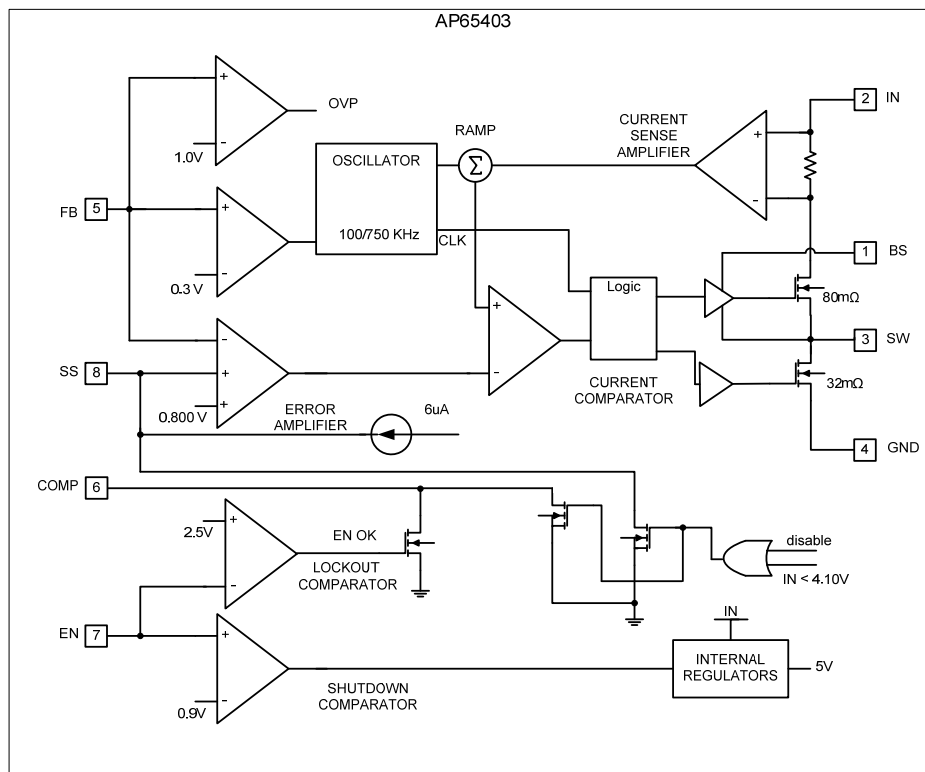 AP65403
+
-
1.0V
OVP
FB
5
+
-
0.3 V
OSCILLATOR
100/750 KHz
CLK
RAMP
Σ
CURRENT
SENSE
AMPLIFIER
+
-
2
IN
1
BS
80mΩ
3
SW
32mΩ
4
GND
Logic
CURRENT
COMPARATOR
+
-
SS
8
-
+
+
0.800 V
ERROR
AMPLIFIER
6uA
COMP
6
2.5V
+
-
EN OK
LOCKOUT
COMPARATOR
disable
IN < 4.10V
EN
7
+
-
0.9V
SHUTDOWN
COMPARATOR
IN
INTERNAL
REGULATORS
5V